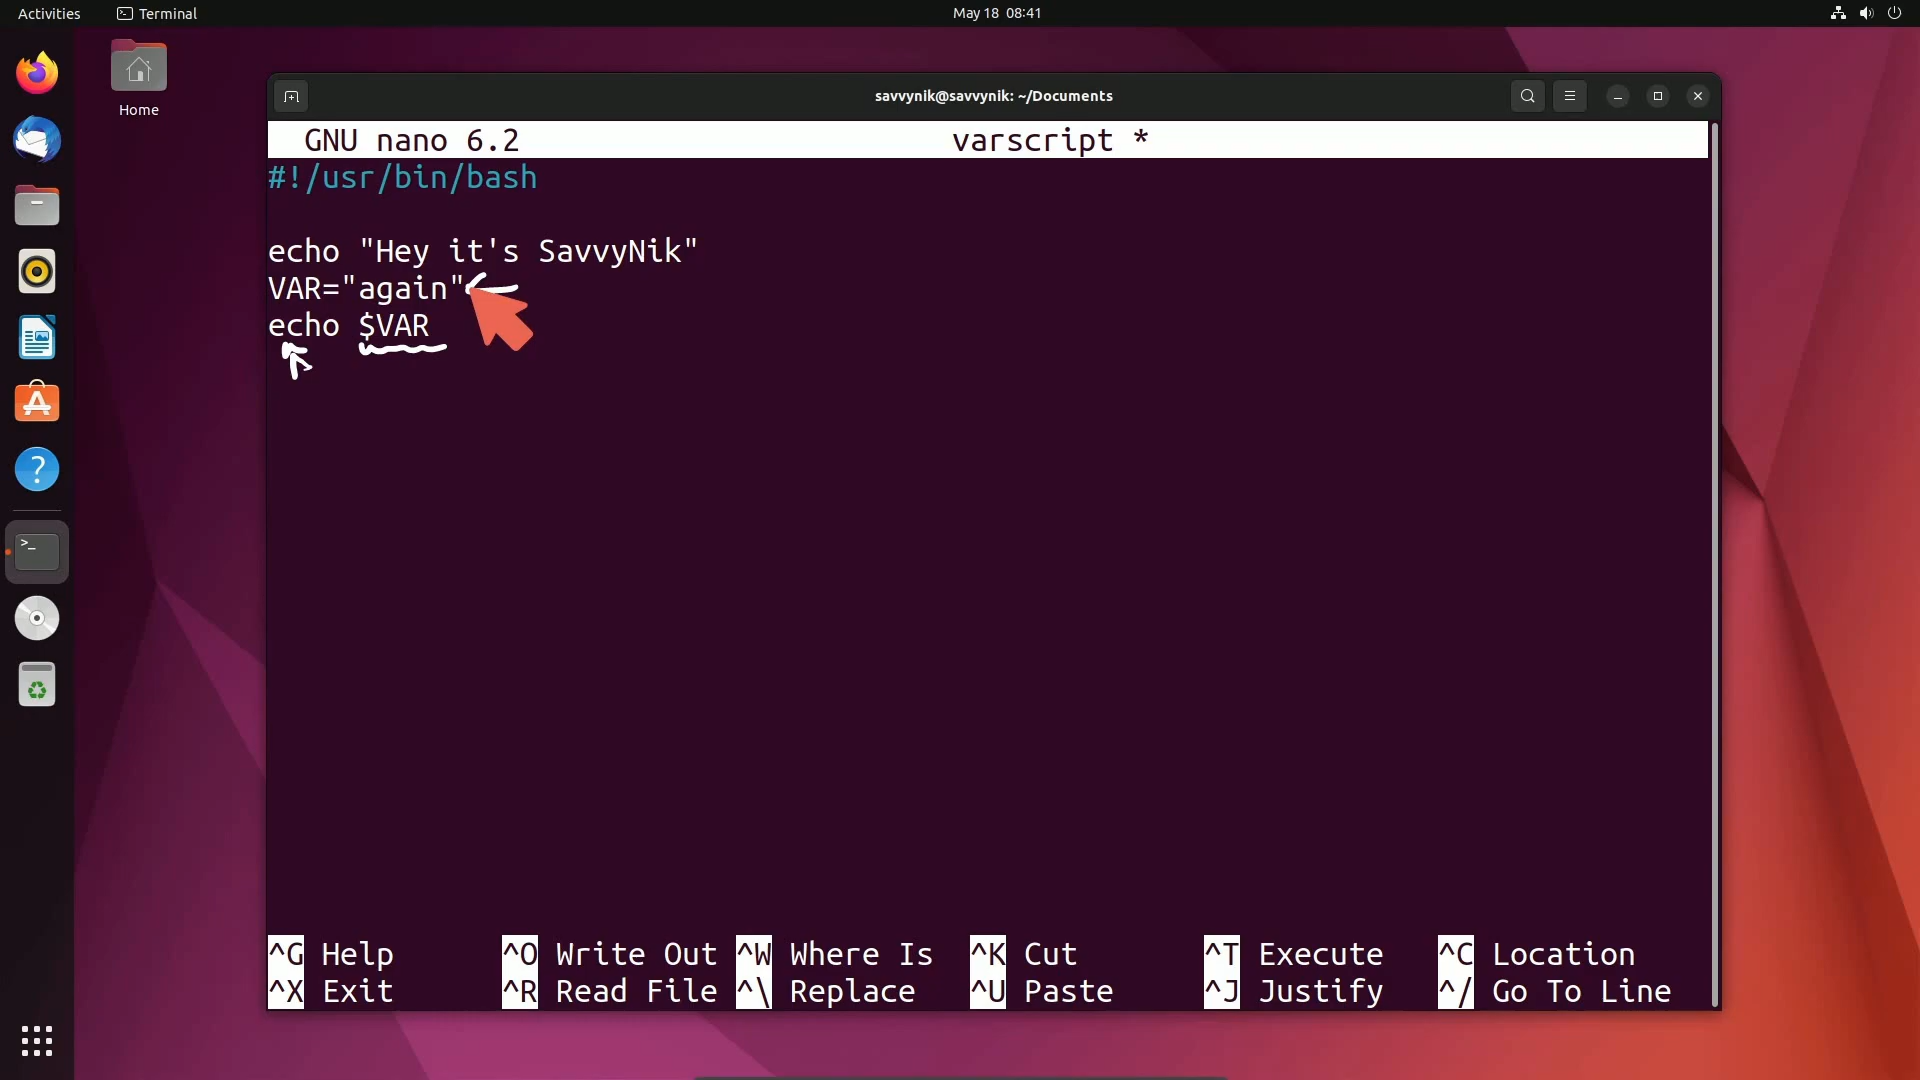 Activities Terminal May 18 08:41
Home
savvynik@savvynik: ~/Documents
GNU nano 6.2 varscript *
#!/usr/bin/bash
echo "Hey it's SavvyNik"
VAR="again"
echo $VAR
^G Help ^O Write Out ^W Where Is ^K Cut ^T Execute ^C Location
^X Exit ^R Read File ^\ Replace ^U Paste ^J Justify ^/ Go To Line